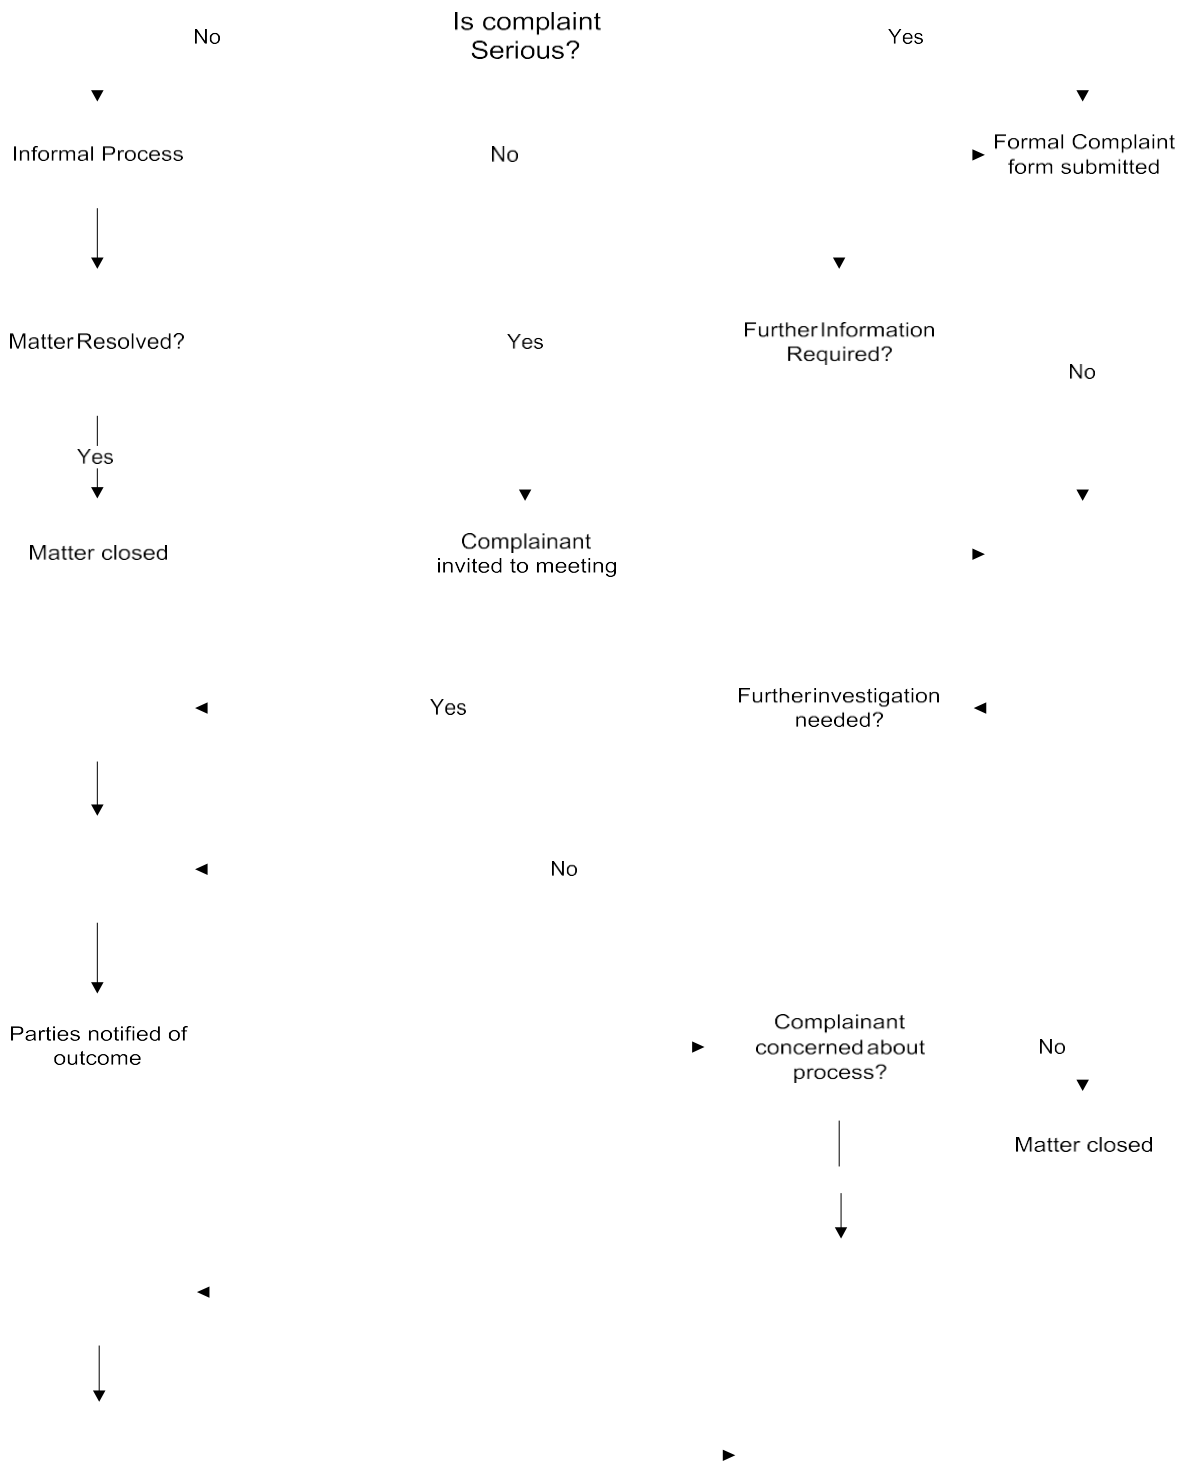 Is complaint
Serious?
No
Yes
Informal Process
No
Formal Complaint
form submitted
Matter Resolved?
Yes
Further Information
Required?
No
Yes
Matter closed
Complainant
invited to meeting
Yes
Further investigation
needed?
No
Parties notified of
outcome
Complainant
concerned about
process?
No
Matter closed